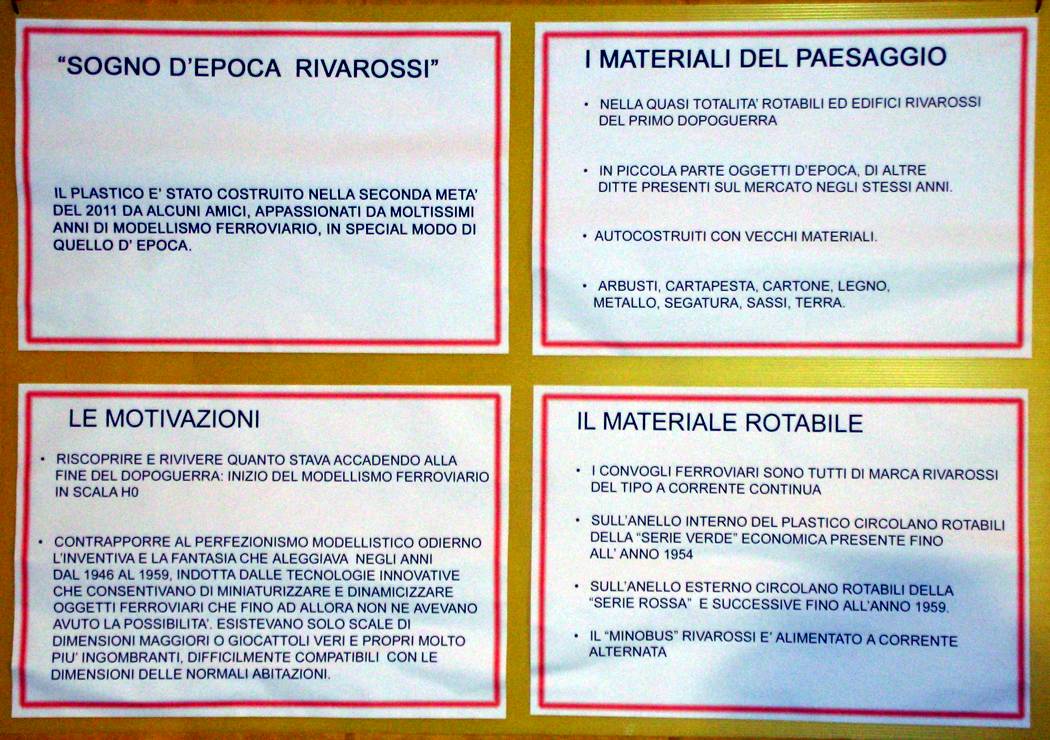 “SOGNO D’EPOCA RIVAROSSI”
IL PLASTICO E’ STATO COSTRUITO NELLA SECONDA META’
DEL 2011 DA ALCUNI AMICI, APPASSIONATI DA MOLTISSIMI
ANNI DI MODELLISMO FERROVIARIO, IN SPECIAL MODO DI
QUELLO D’ EPOCA.
I MATERIALI DEL PAESAGGIO
• NELLA QUASI TOTALITA’ ROTABILI ED EDIFICI RIVAROSSI
DEL PRIMO DOPOGUERRA
• IN PICCOLA PARTE OGGETTI D’EPOCA, DI ALTRE
DITTE PRESENTI SUL MERCATO NEGLI STESSI ANNI.
• AUTOCOSTRUITI CON VECCHI MATERIALI.
• ARBUSTI, CARTAPESTA, CARTONE, LEGNO,
METALLO, SEGATURA, SASSI, TERRA.
LE MOTIVAZIONI
• RISCOPRIRE E RIVIVERE QUANTO STAVA ACCADENDO ALLA
FINE DEL DOPOGUERRA: INIZIO DEL MODELLISMO FERROVIARIO
IN SCALA H0
• CONTRAPPORRE AL PERFEZIONISMO MODELLISTICO ODIERNO
L’INVENTIVA E LA FANTASIA CHE ALEGGIAVA NEGLI ANNI
DAL 1946 AL 1959, INDOTTA DALLE TECNOLOGIE INNOVATIVE
CHE CONSENTIVANO DI MINIATURIZZARE E DINAMICIZZARE
OGGETTI FERROVIARI CHE FINO AD ALLORA NON NE AVEVANO
AVUTO LA POSSIBILITA’. ESISTEVANO SOLO SCALE DI
DIMENSIONI MAGGIORI O GIOCATTOLI VERI E PROPRI MOLTO
PIU’ INGOMBRANTI, DIFFICILMENTE COMPATIBILI CON LE
DIMENSIONI DELLE NORMALI ABITAZIONI.
IL MATERIALE ROTABILE
• I CONVOGLI FERROVIARI SONO TUTTI DI MARCA RIVAROSSI
DEL TIPO A CORRENTE CONTINUA
• SULL’ANELLO INTERNO DEL PLASTICO CIRCOLANO ROTABILI
DELLA “SERIE VERDE” ECONOMICA PRESENTE FINO
ALL’ ANNO 1954
• SULL’ANELLO ESTERNO CIRCOLANO ROTABILI DELLA
“SERIE ROSSA” E SUCCESSIVE FINO ALL’ANNO 1959.
• IL “MINOBUS” RIVAROSSI E’ ALIMENTATO A CORRENTE
ALTERNATA